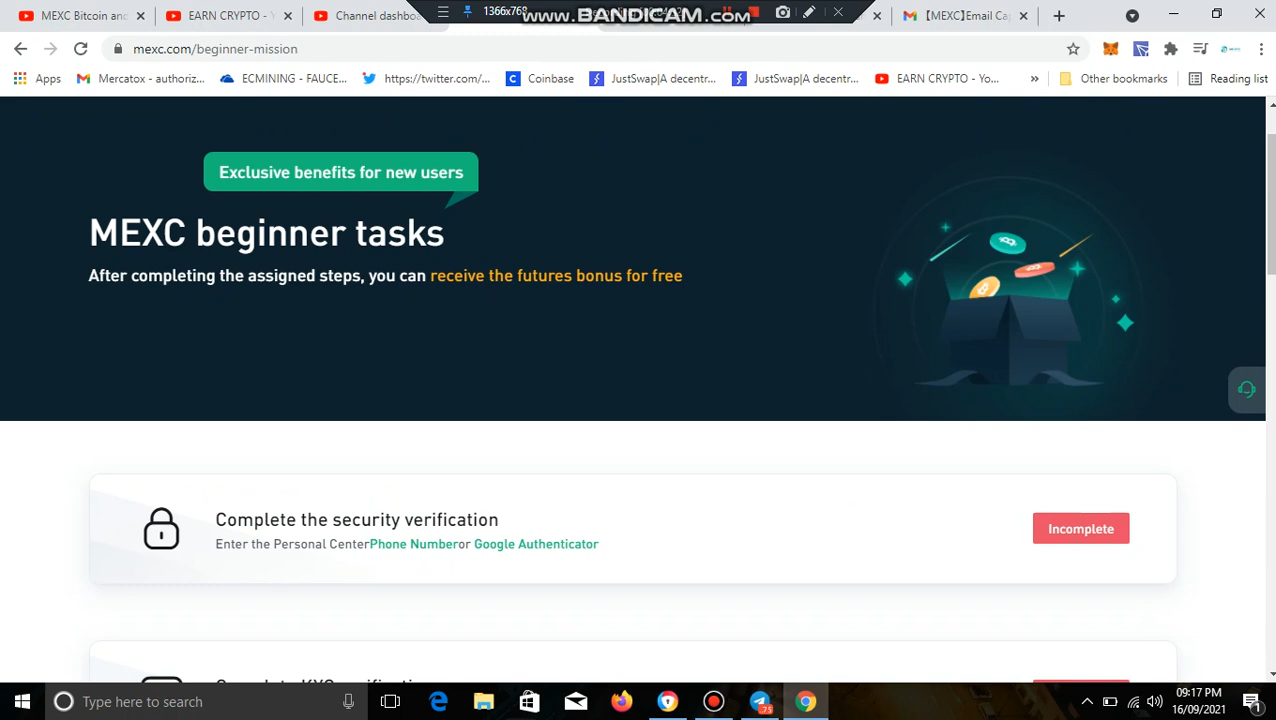 MEXC Bitcoin an
EARN CRYPTO - Y
Channel dashbo
1366x768
www.BANDICAM.com
【MEXC】Email Ca
mexc.com/beginner-mission
Apps
Mercatox - authoriz...
ECMINING - FAUCE...
https://twitter.com/...
Coinbase
JustSwap|A decentr...
JustSwap|A decentr...
EARN CRYPTO - Yo...
»
Other bookmarks
Reading list
Exclusive benefits for new users
MEXC beginner tasks
After completing the assigned steps, you can receive the futures bonus for free
Complete the security verification
Enter the Personal CenterPhone Numberor Google Authenticator
Incomplete
Type here to search
75
09:17 PM
16/09/2021
1